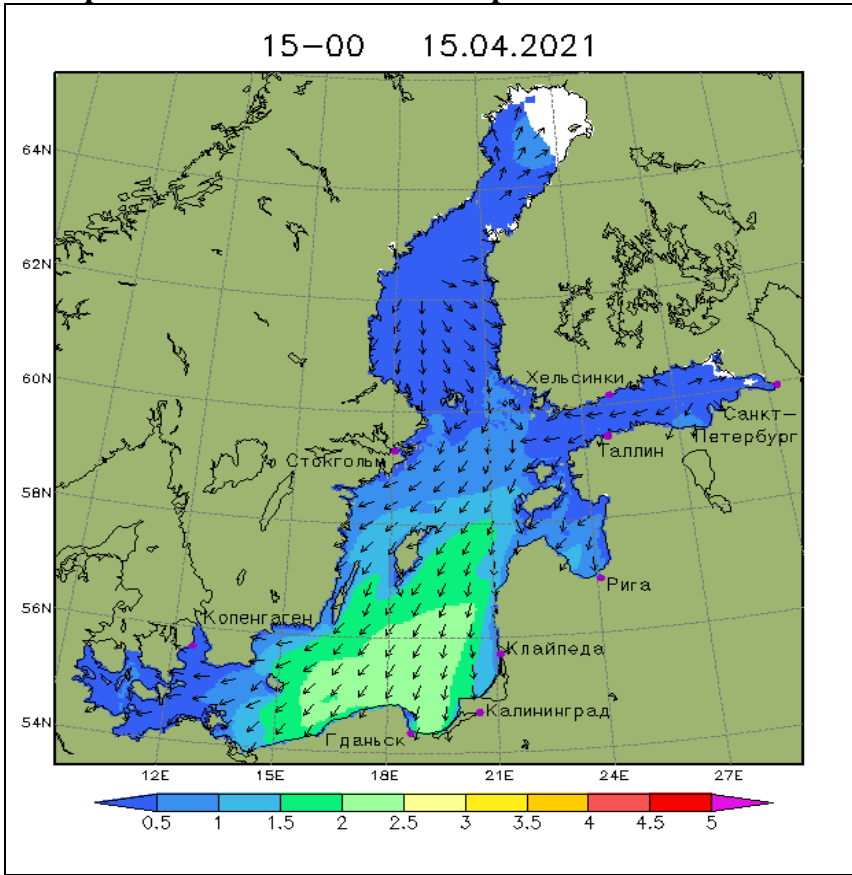 15-00 15.04.2021
64N
62N
60N
58N
56N
54N
Хельсинки
Санкт-
Петербург
Таллин
Стокгольм
Рига
Копенгаген
Клайпеда
Калининград
Гданьск
12E 15E 18E 21E 24E 27E
0.5 1 1.5 2 2.5 3 3.5 4 4.5 5